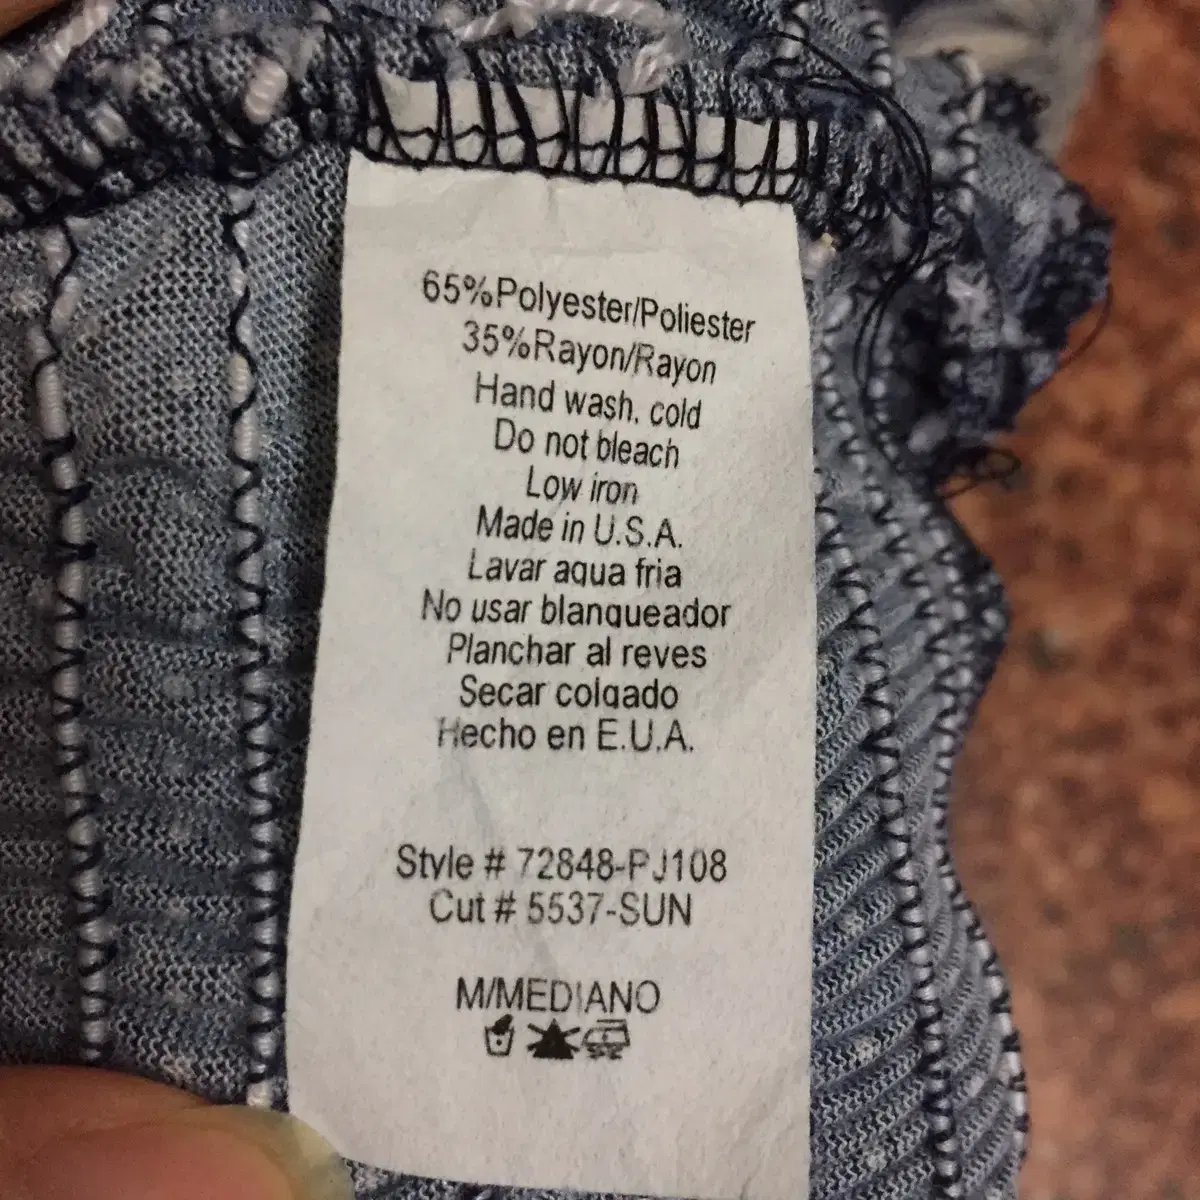 65%Polyester/Poliester
35%Rayon/Rayon
Hand wash. cold
Do not bleach
Low iron
Made in U.S.A.
Lavar agua fria
No usar blanqueador
Planchar al reves
Secar colgado
Hecho en E.U.A.
Style # 72848-PJ108
Cut # 5537-SUN
M/MEDIANO